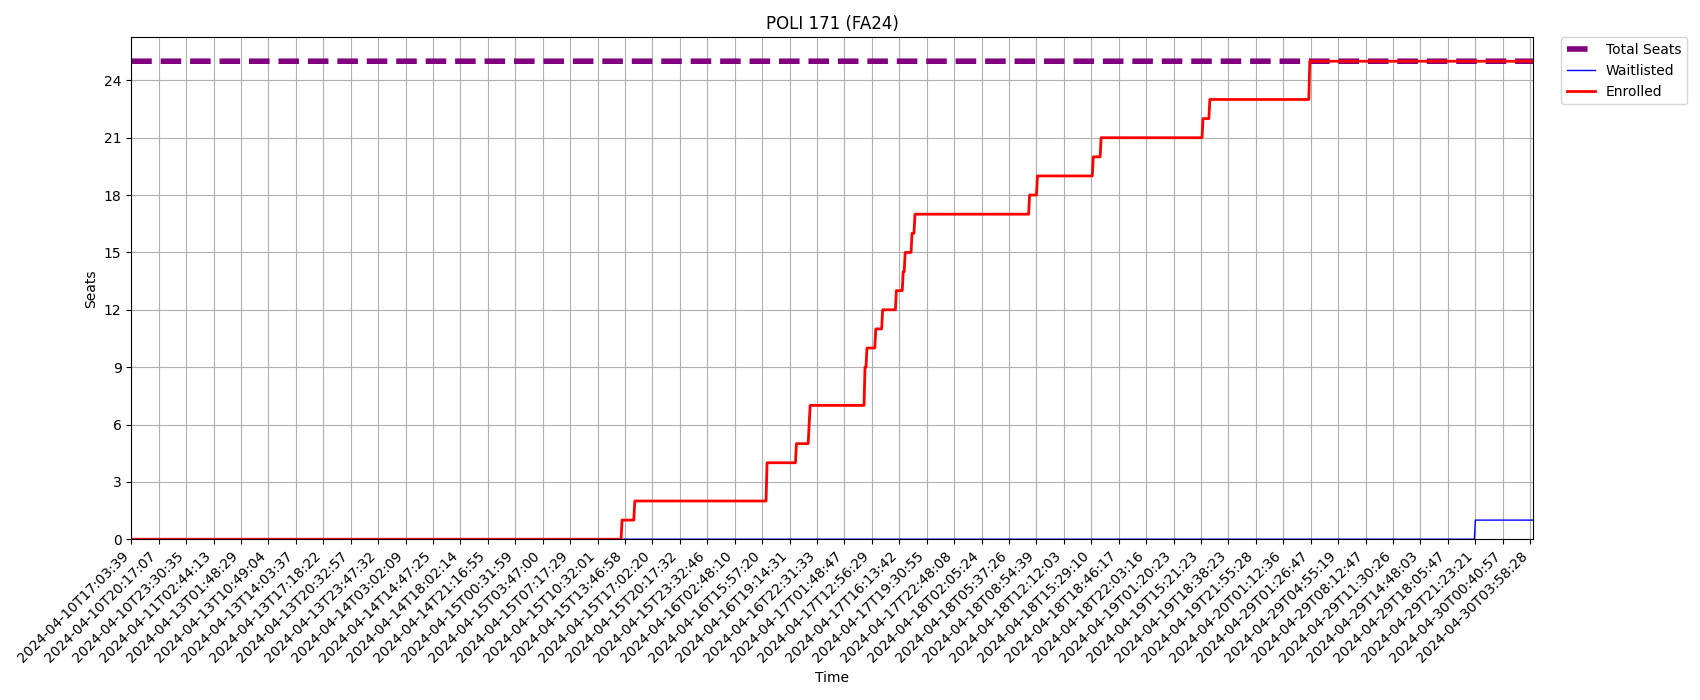 POLI 171 (FA24)
Total Seats
Waitlisted
Enrolled
Seats
24
21
18
15
12
9
6
3
0
2024-04-10T17:03:39
2024-04-10T20:17:07
2024-04-10T23:30:35
2024-04-11T02:44:13
2024-04-13T01:48:29
2024-04-13T10:49:04
2024-04-13T14:03:37
2024-04-13T17:18:22
2024-04-13T20:32:57
2024-04-13T23:47:32
2024-04-14T03:02:09
2024-04-14T14:47:25
2024-04-14T18:02:14
2024-04-14T21:16:55
2024-04-15T00:31:59
2024-04-15T03:47:00
2024-04-15T07:17:29
2024-04-15T10:32:01
2024-04-15T13:46:58
2024-04-15T17:02:20
2024-04-15T20:17:32
2024-04-15T23:32:46
2024-04-16T02:48:10
2024-04-16T15:57:20
2024-04-16T19:14:31
2024-04-16T22:31:33
2024-04-17T01:48:47
2024-04-17T12:56:29
2024-04-17T16:13:42
2024-04-17T19:30:55
2024-04-17T22:48:08
2024-04-18T02:05:24
2024-04-18T05:37:26
2024-04-18T08:54:39
2024-04-18T12:12:03
2024-04-18T15:29:10
2024-04-18T18:46:17
2024-04-18T22:03:16
2024-04-19T01:20:23
2024-04-19T15:21:23
2024-04-19T18:38:23
2024-04-19T21:55:28
2024-04-20T01:12:36
2024-04-29T01:26:47
2024-04-29T04:55:19
2024-04-29T08:12:47
2024-04-29T11:30:26
2024-04-29T14:48:03
2024-04-29T18:05:47
2024-04-29T21:23:21
2024-04-30T00:40:57
2024-04-30T03:58:28
Time